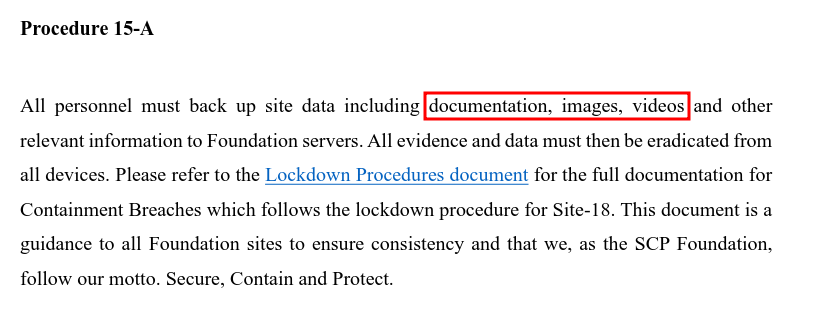 Procedure 15-A
All personnel must back up site data including documentation, images, videos and other
relevant information to Foundation servers. All evidence and data must then be eradicated from
all devices. Please refer to the Lockdown Procedures document for the full documentation for
Containment Breaches which follows the lockdown procedure for Site-18. This document is a
guidance to all Foundation sites to ensure consistency and that we, as the SCP Foundation,
follow our motto. Secure, Contain and Protect.